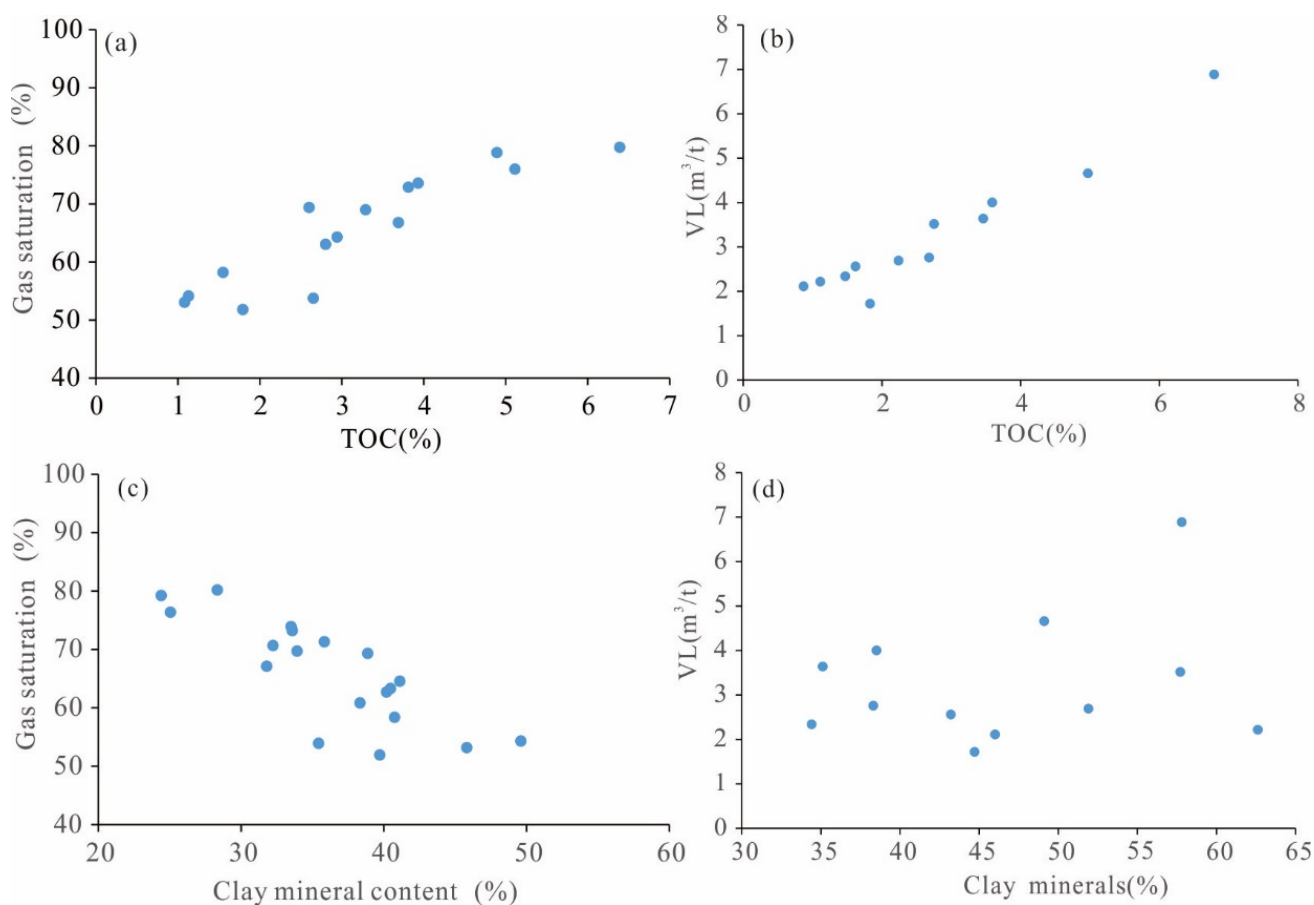 (a)
Gas saturation (%)
100
90
80
70
60
50
40
0 1 2 3 4 5 6 7
TOC(%)
(b)
VL(m³/t)
8
7
6
5
4
3
2
1
0
0 2 4 6 8
TOC(%)
(c)
Gas saturation (%)
100
90
80
70
60
50
40
20 30 40 50 60
Clay mineral content (%)
(d)
VL(m³/t)
8
7
6
5
4
3
2
1
0
30 35 40 45 50 55 60 65
Clay minerals(%)